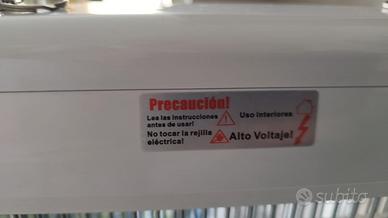 Precaución!
Lea las instrucciones
antes de usar!
Uso interiores
No tocar la rejilla
eléctrica!
Alto Voltaje!
subito